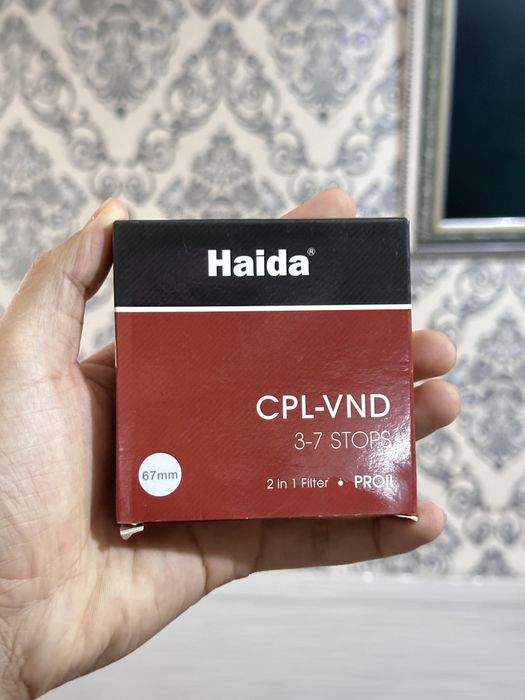 Haida®
CPL-VND
3-7 STOPS
67mm
2 in 1 Filter • PROII